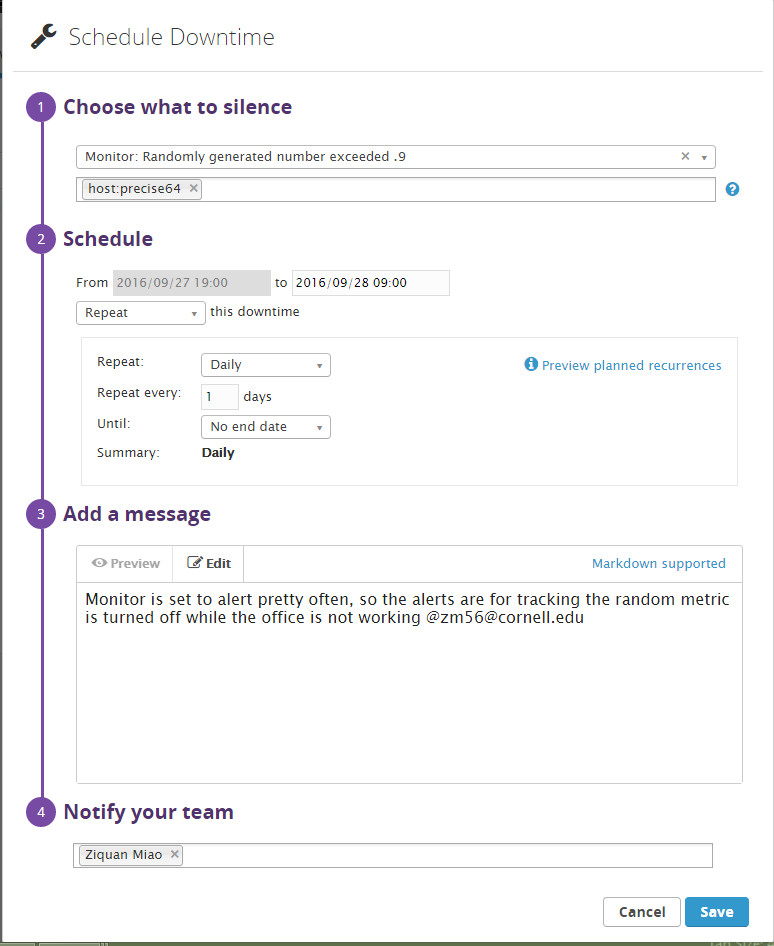 Schedule Downtime
1 Choose what to silence
Monitor: Randomly generated number exceeded .9
host:precise64
2 Schedule
From 2016/09/27 19:00 to 2016/09/28 09:00
Repeat this downtime
Repeat: Daily Preview planned recurrences
Repeat every: 1 days
Until: No end date
Summary: Daily
3 Add a message
Preview Edit Markdown supported
Monitor is set to alert pretty often, so the alerts are for tracking the random metric
is turned off while the office is not working @zm56@cornell.edu
4 Notify your team
Ziquan Miao
Cancel Save